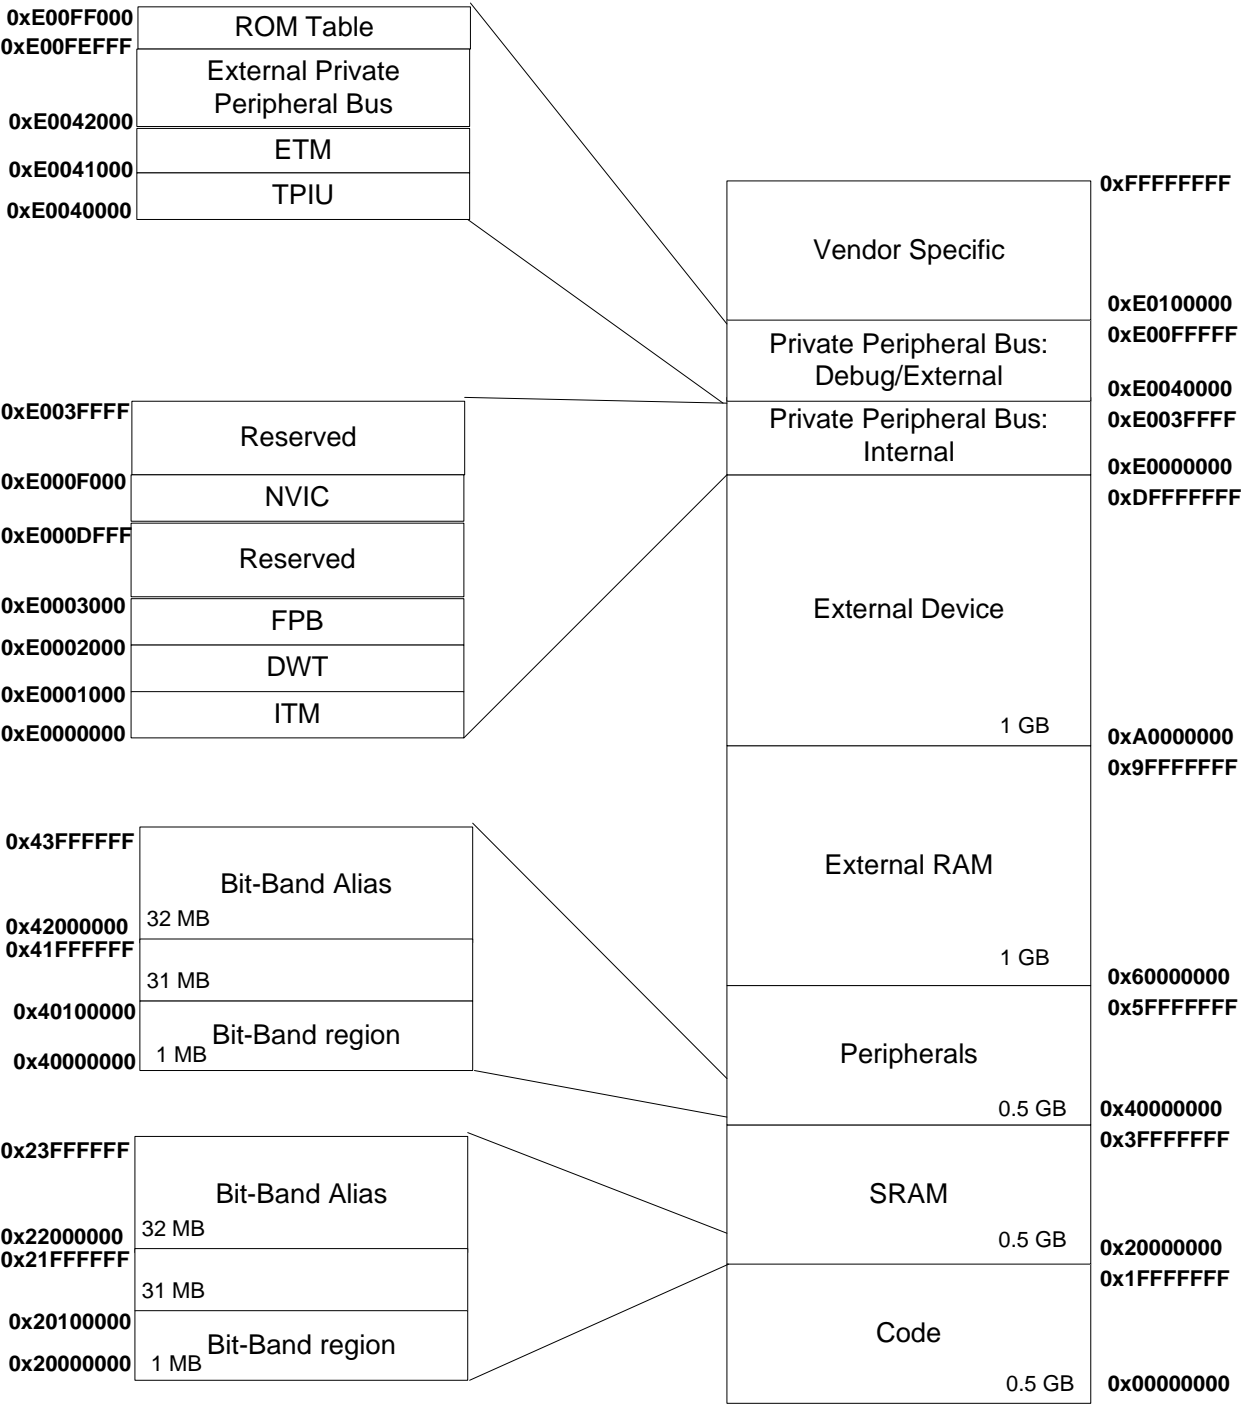 0xE00FF000
ROM Table
0xE00FEFFF
External Private
Peripheral Bus
0xE0042000
ETM
0xE0041000
TPIU
0xE0040000
0xE003FFFF
Reserved
0xE000F000
NVIC
0xE000DFFF
Reserved
0xE0003000
FPB
0xE0002000
DWT
0xE0001000
ITM
0xE0000000
0x43FFFFFF
Bit-Band Alias
32 MB
0x42000000
0x41FFFFFF
31 MB
0x40100000
Bit-Band region
1 MB
0x40000000
0x23FFFFFF
Bit-Band Alias
32 MB
0x22000000
0x21FFFFFF
31 MB
0x20100000
Bit-Band region
1 MB
0x20000000
0xFFFFFFFF
Vendor Specific
0xE0100000
0xE00FFFFF
Private Peripheral Bus:
Debug/External
0xE0040000
0xE003FFFF
Private Peripheral Bus:
Internal
0xE0000000
0xDFFFFFFF
External Device
1 GB
0xA0000000
0x9FFFFFFF
External RAM
1 GB
0x60000000
0x5FFFFFFF
Peripherals
0.5 GB
0x40000000
0x3FFFFFFF
SRAM
0.5 GB
0x20000000
0x1FFFFFFF
Code
0.5 GB
0x00000000